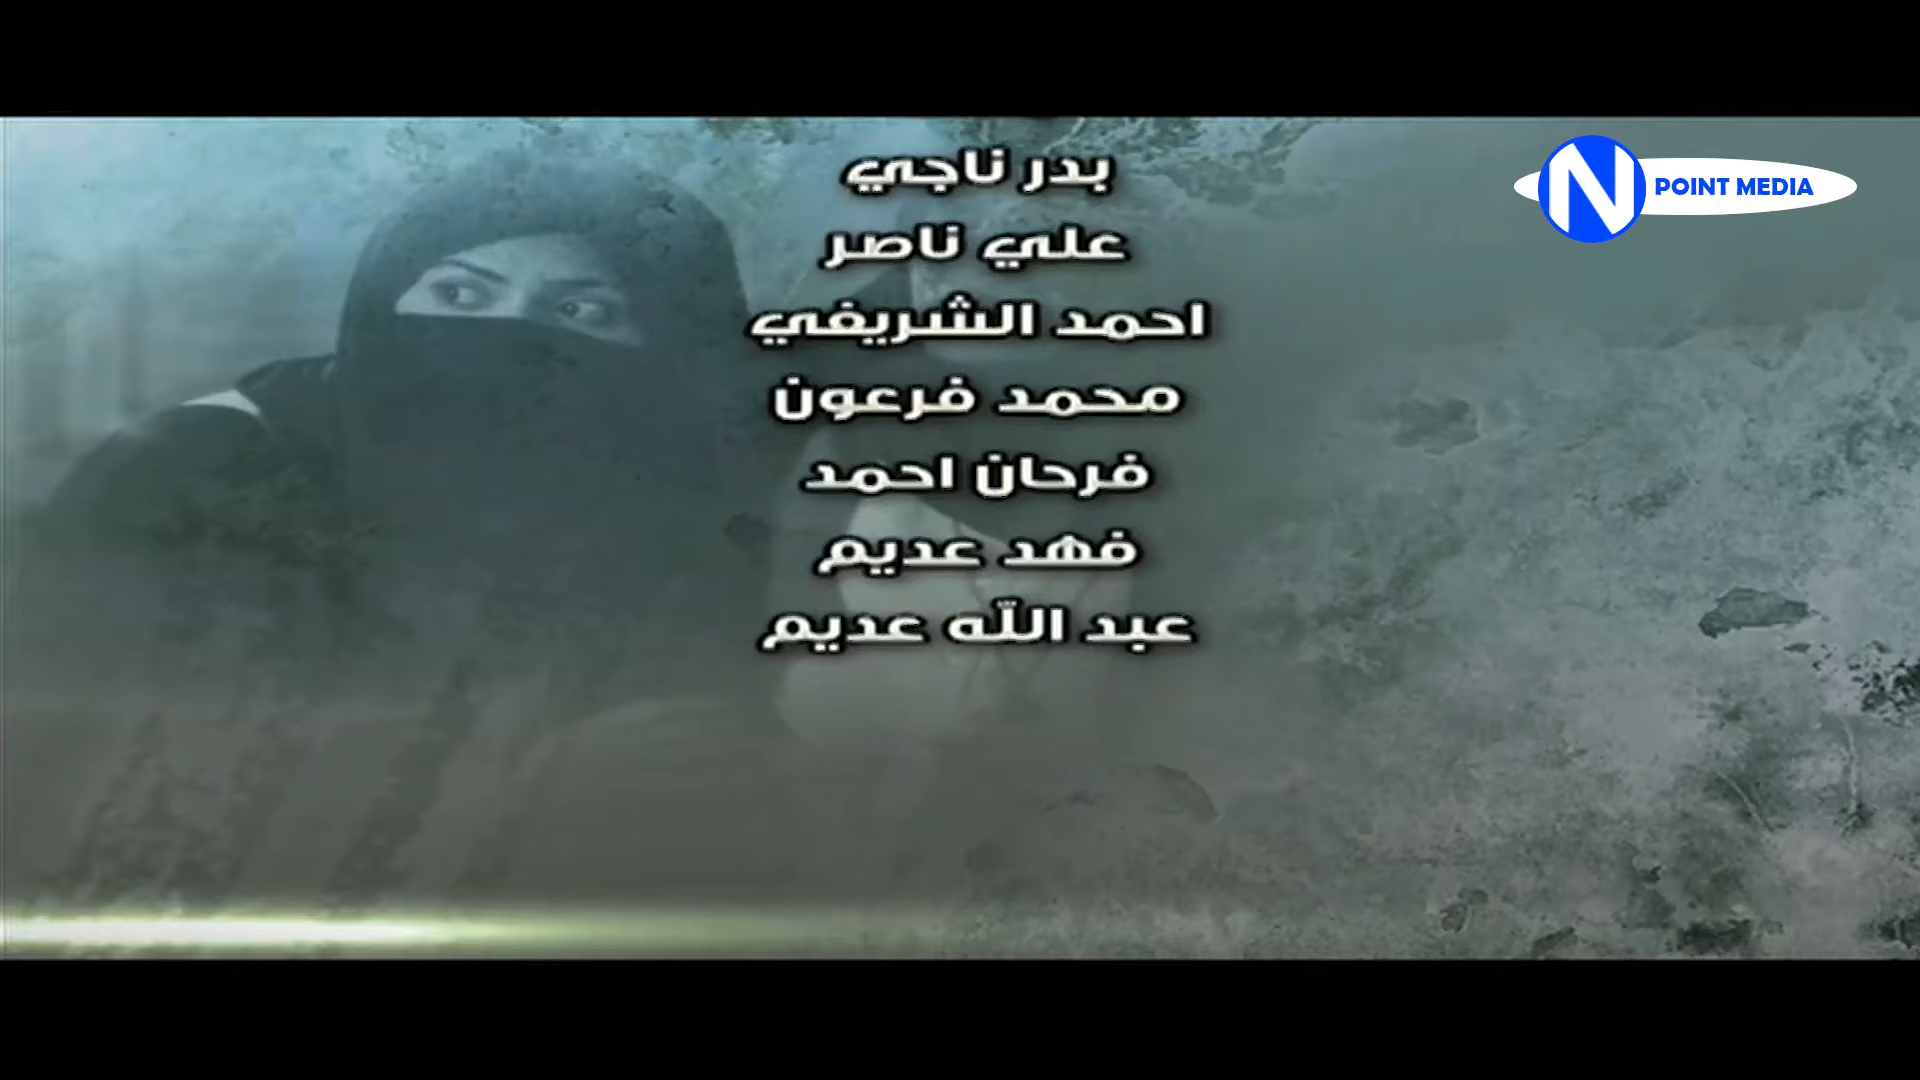 بدر ناجي
علي ناصر
احمد الشريفي
محمد فرعون
فرحان احمد
فهد عديم
عبد الله عديم
N POINT MEDIA